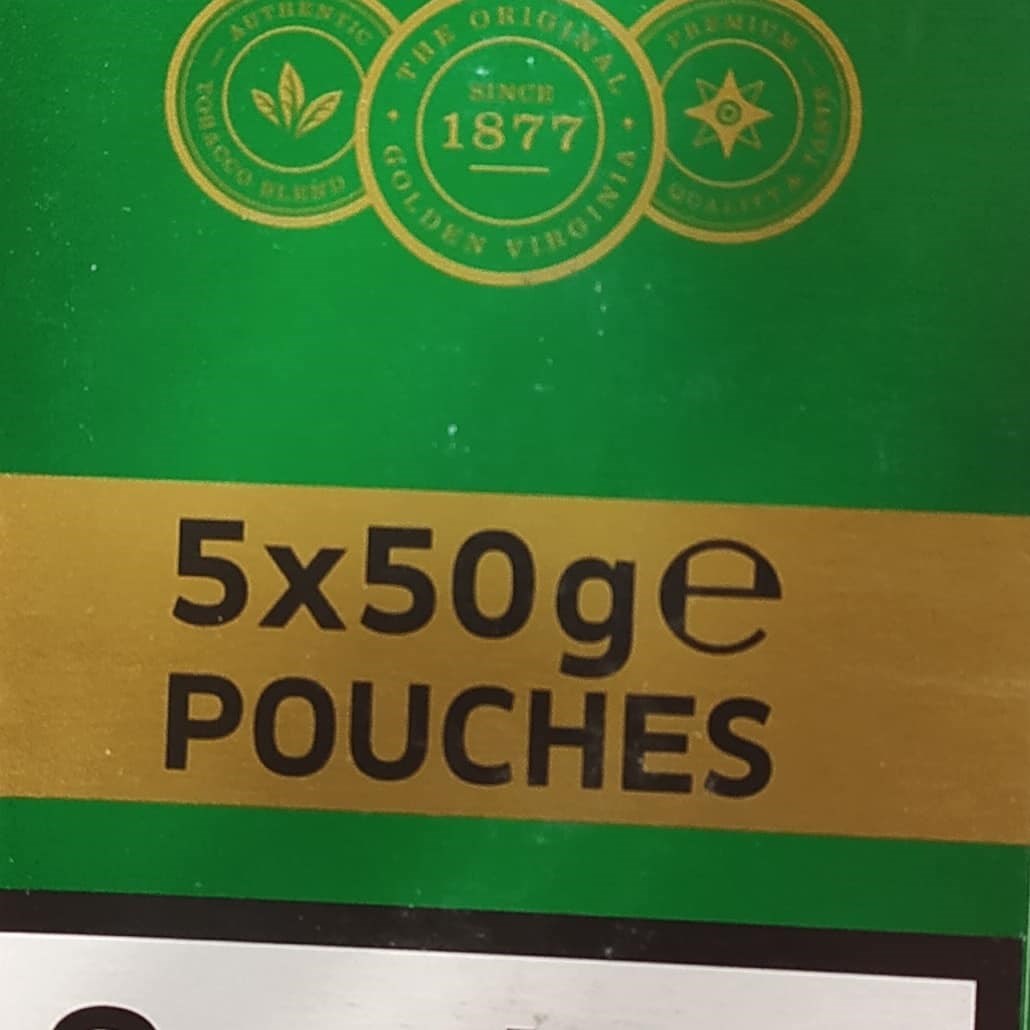 AUTHENTIC
TOBACCO BLEND
THE ORIGINAL
SINCE
1877
GOLDEN VIRGINIA
PREMIUM
QUALITY & TASTE
5x50g℮
POUCHES